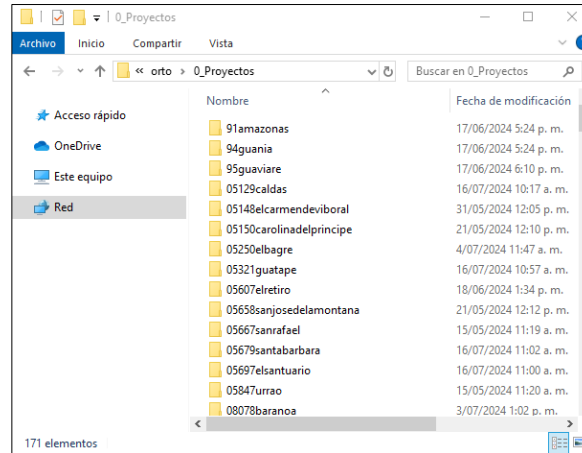 0_Proyectos
Archivo Inicio Compartir Vista
« orto > 0_Proyectos Buscar en 0_Proyectos
Nombre Fecha de modificación
Acceso rápido
OneDrive
Este equipo
Red
91amazonas 17/06/2024 5:24 p. m.
94guania 17/06/2024 5:24 p. m.
95guaviare 17/06/2024 6:10 p. m.
05129caldas 16/07/2024 10:17 a. m.
05148elcarmendeviboral 31/05/2024 12:05 p. m.
05150carolinadelprincipe 21/05/2024 12:10 p. m.
05250elbagre 4/07/2024 11:47 a. m.
05321guatape 16/07/2024 10:57 a. m.
05607elretiro 18/06/2024 1:34 p. m.
05658sanjosedelamontana 21/05/2024 12:12 p. m.
05667sanrafael 15/05/2024 11:19 a. m.
05679santabarbara 16/07/2024 11:02 a. m.
05697elsantuario 16/07/2024 11:00 a. m.
05847urrao 15/05/2024 11:20 a. m.
08078baranoa 3/07/2024 1:02 p. m.
171 elementos